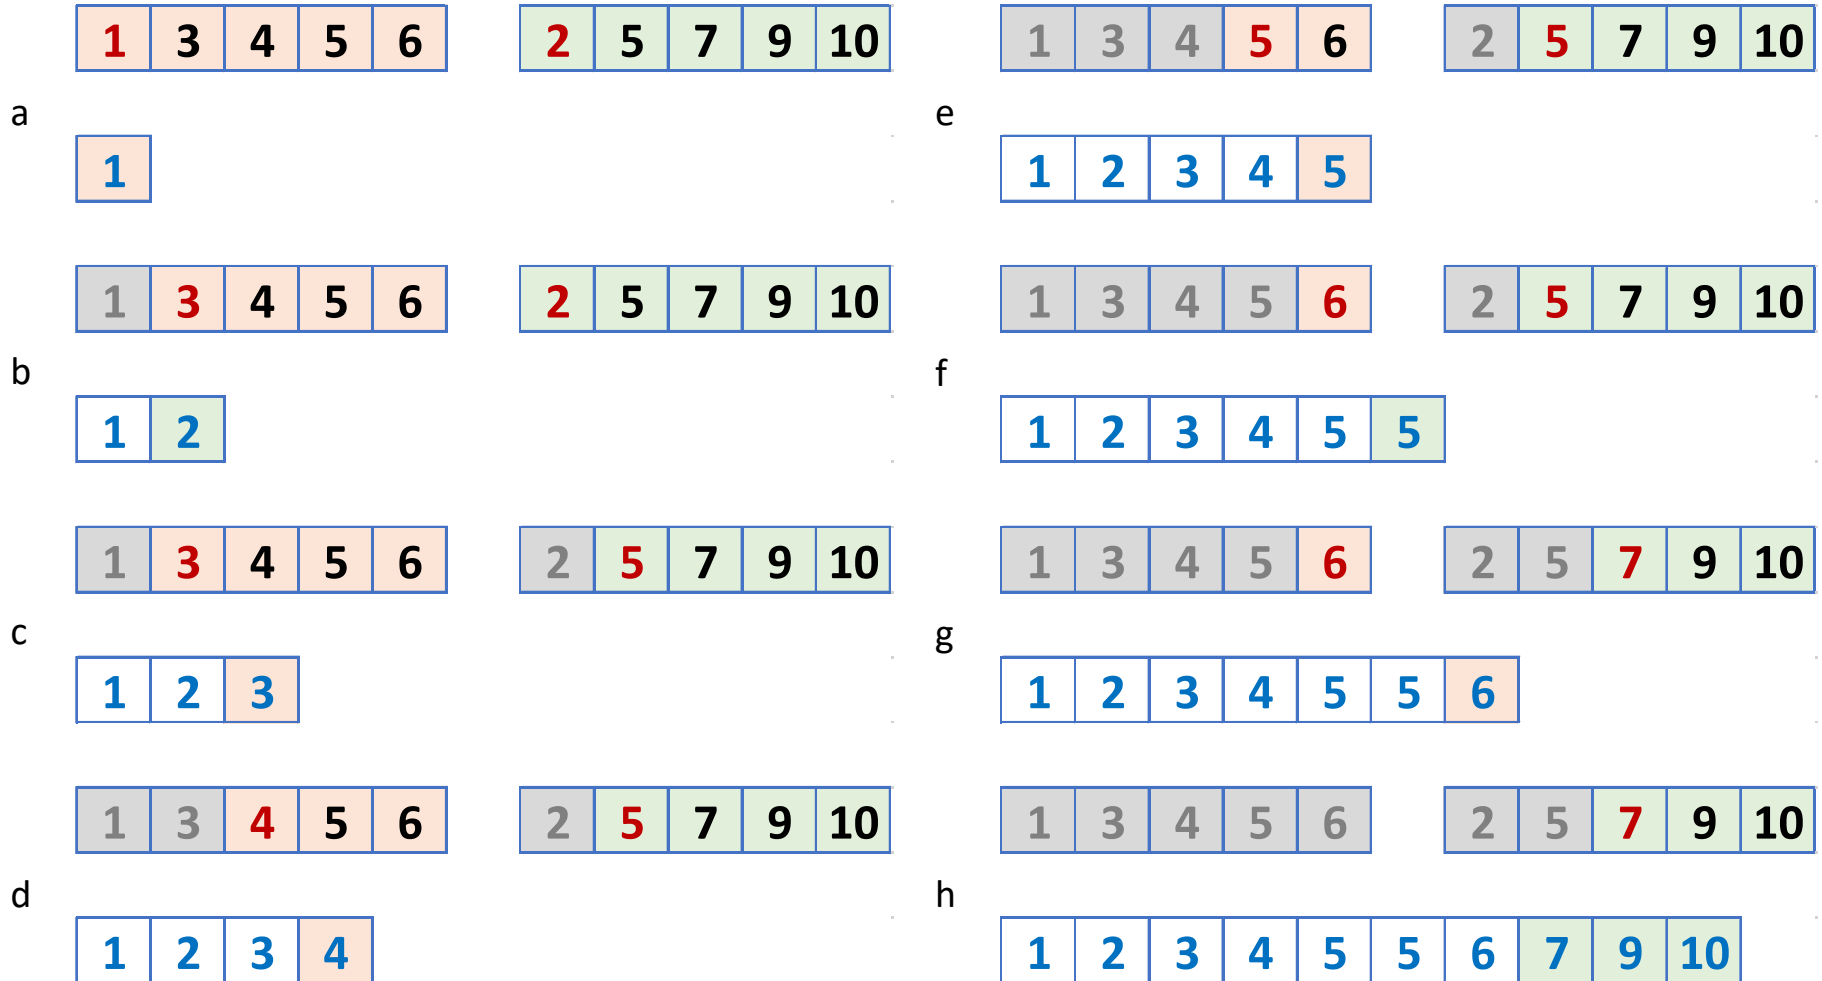 1 3 4 5 6 2 5 7 9 10
a
1
1 3 4 5 6 2 5 7 9 10
b
1 2
1 3 4 5 6 2 5 7 9 10
c
1 2 3
1 3 4 5 6 2 5 7 9 10
d
1 2 3 4
1 3 4 5 6 2 5 7 9 10
e
1 2 3 4 5
1 3 4 5 6 2 5 7 9 10
f
1 2 3 4 5 5
1 3 4 5 6 2 5 7 9 10
g
1 2 3 4 5 5 6
1 3 4 5 6 2 5 7 9 10
h
1 2 3 4 5 5 6 7 9 10